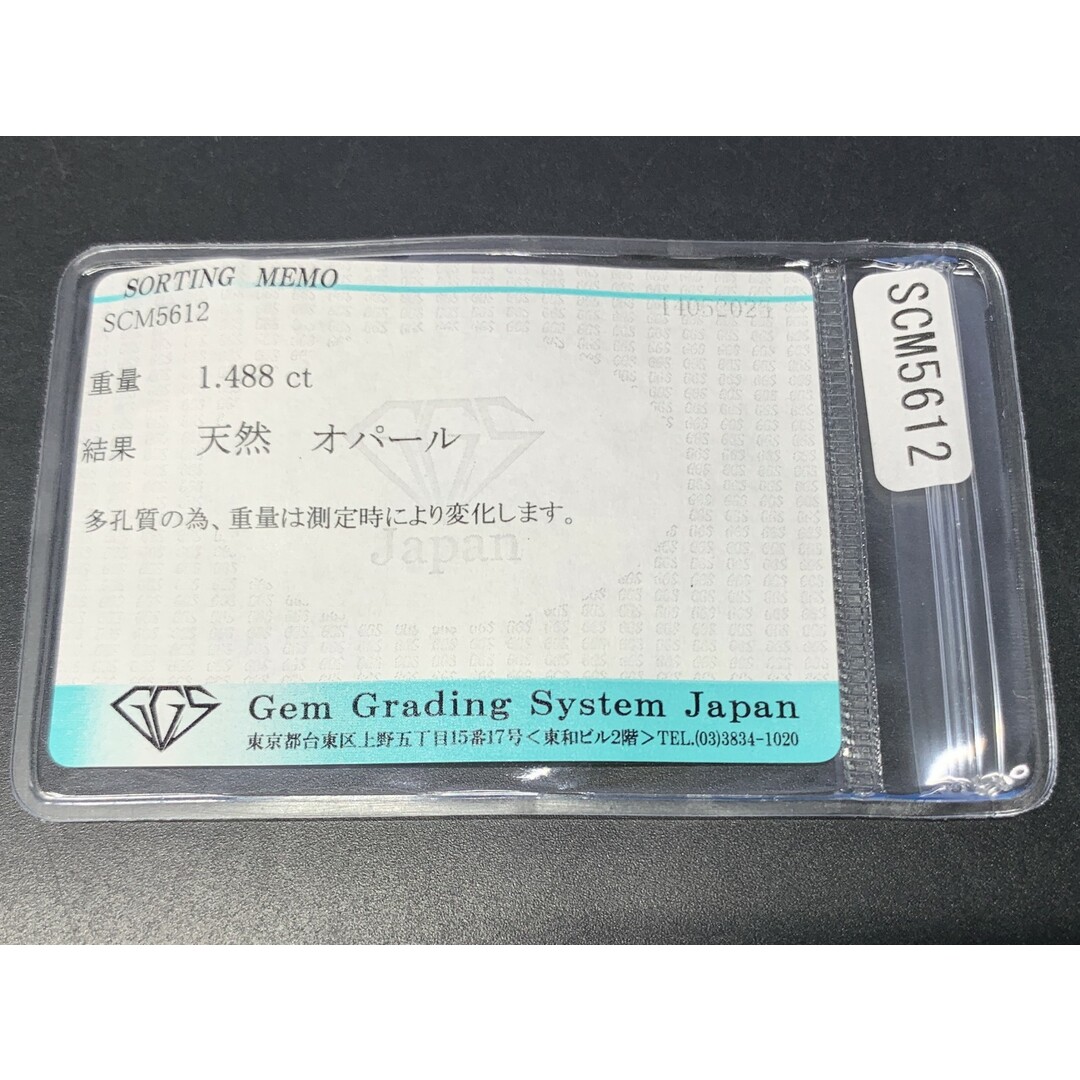 SORTING MEMO
SCM5612 14052025
重量 1.488 ct
結果 天然 オパール
多孔質の為、重量は測定時により変化します。
GGS
Japan
GGS Gem Grading System Japan
東京都台東区上野五丁目15番17号＜東和ビル2階＞TEL.(03)3834-1020
SCM5612